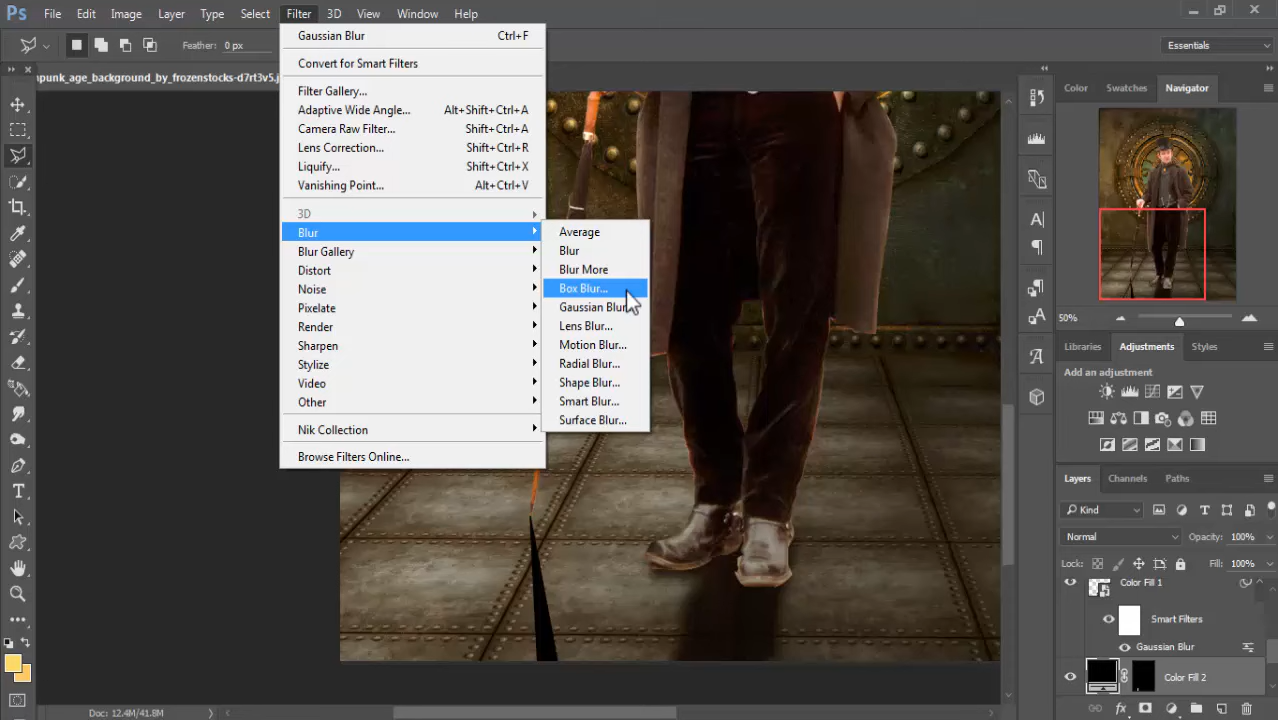 Ps File Edit Image Layer Type Select Filter 3D View Window Help
Feather: 0 px
Essentials
punk_age_background_by_frozenstocks-d7rt3v5.j
Gaussian Blur Ctrl+F
Convert for Smart Filters
Filter Gallery...
Adaptive Wide Angle... Alt+Shift+Ctrl+A
Camera Raw Filter... Shift+Ctrl+A
Lens Correction... Shift+Ctrl+R
Liquify... Shift+Ctrl+X
Vanishing Point... Alt+Ctrl+V
3D
Blur
Blur Gallery
Distort
Noise
Pixelate
Render
Sharpen
Stylize
Video
Other
Nik Collection
Browse Filters Online...
Average
Blur
Blur More
Box Blur...
Gaussian Blur
Lens Blur...
Motion Blur...
Radial Blur...
Shape Blur...
Smart Blur...
Surface Blur...
Color Swatches Navigator
50%
Libraries Adjustments Styles
Add an adjustment
Layers Channels Paths
Kind
Normal Opacity: 100%
Lock: Fill: 100%
Color Fill 1
Smart Filters
Gaussian Blur
Color Fill 2
Doc: 12.4M/41.8M